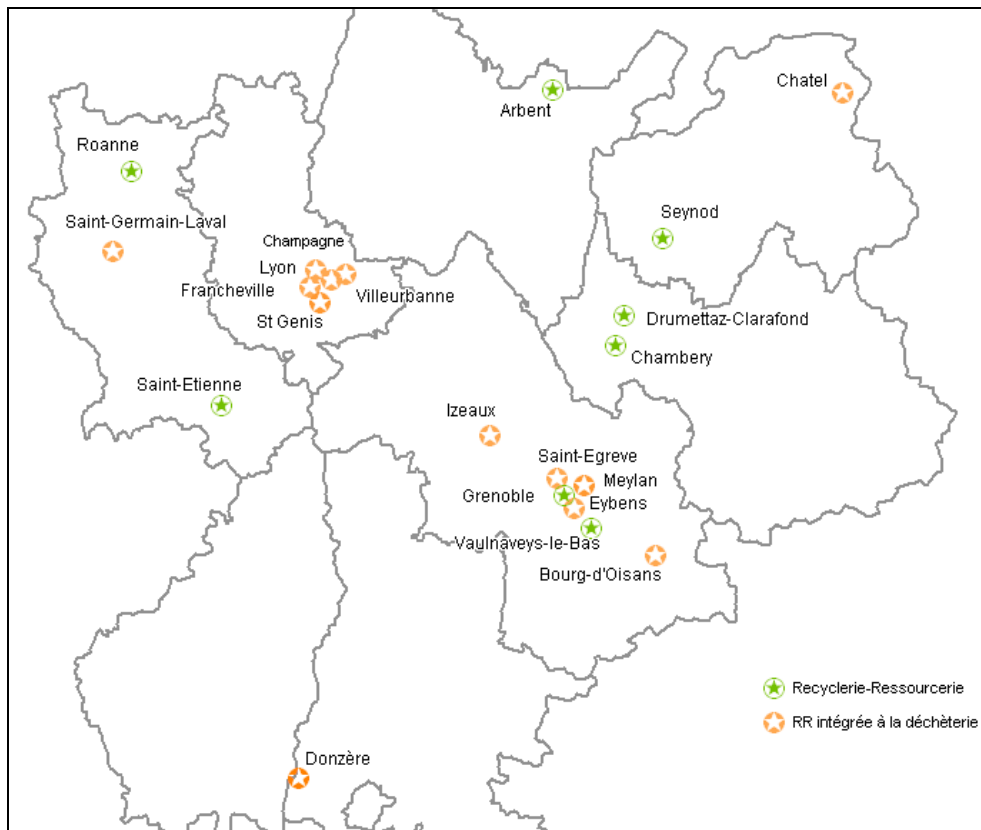 Chatel
Arbent
Roanne
Saint-Germain-Laval
Seynod
Champagne
Lyon
Francheville
Villeurbanne
St Genis
Drumettaz-Clarafond
Chambery
Saint-Etienne
Izeaux
Saint-Egreve
Meylan
Grenoble
Eybens
Vaulnaveys-le-Bas
Bourg-d'Oisans
Recyclerie-Ressourcerie
RR intégrée à la déchèterie
Donzère